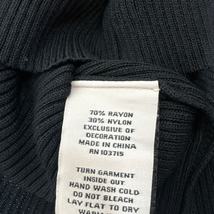 70% RAYON
30% NYLON
EXCLUSIVE OF
DECORATION
MADE IN CHINA
RN 103715
TURN GARMENT
INSIDE OUT
HAND WASH COLD
DO NOT BLEACH
LAY FLAT TO DRY
WARM